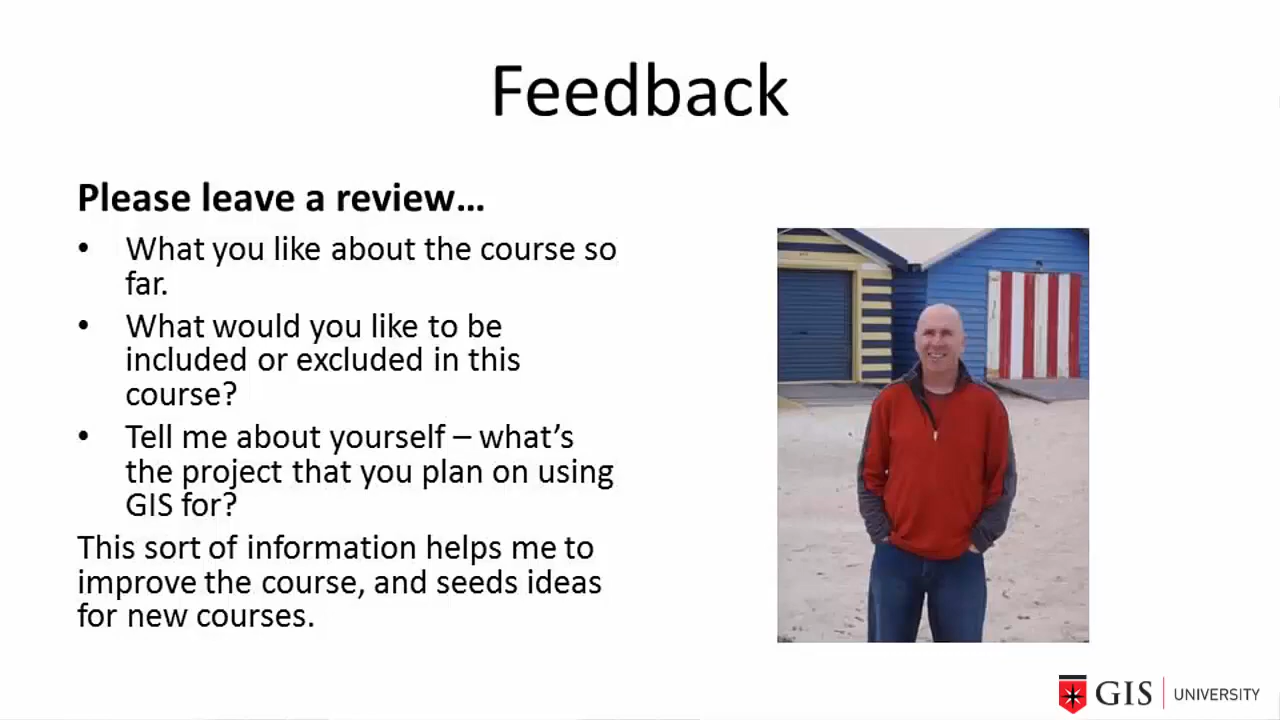 Feedback
Please leave a review...
• What you like about the course so
far.
• What would you like to be
included or excluded in this
course?
• Tell me about yourself – what’s
the project that you plan on using
GIS for?
This sort of information helps me to
improve the course, and seeds ideas
for new courses.
GIS | UNIVERSITY